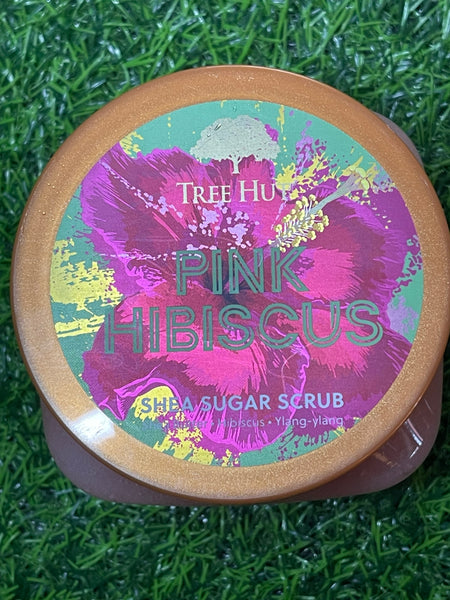 TREE HUT
PINK
HIBISCUS
SHEA SUGAR SCRUB
Hibiscus • Ylang-ylang